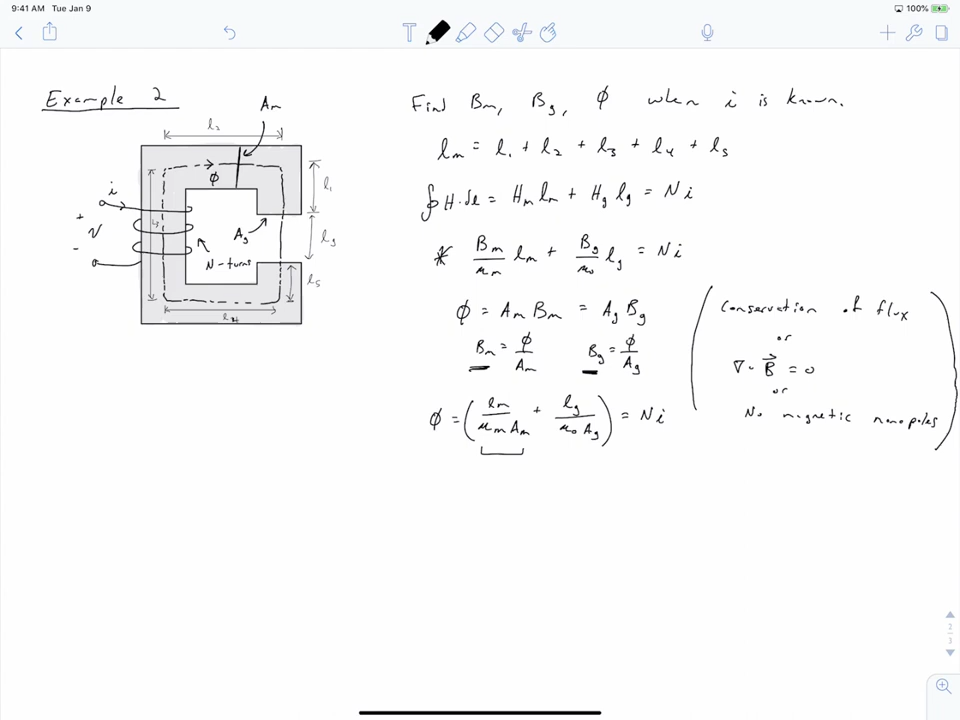 9:41 AM Tue Jan 9
100%
T
Example 2
Am
l2
φ
i
l1
+
v
-
l3
Ag
lg
N-turns
l5
l4
Find Bm, Bg, φ when i is known.
lm = l1 + l2 + l3 + l4 + l5
∮H·dl = Hm lm + Hg lg = Ni
* Bm/μm lm + Bg/μ0 lg = Ni
φ = Am Bm = Ag Bg
Bm = φ/Am Bg = φ/Ag
φ = (lm/(μm Am) + lg/(μ0 Ag)) = Ni
(Conservation of flux
or
∇·B⃗ = 0
or
No magnetic monopoles)
2
3